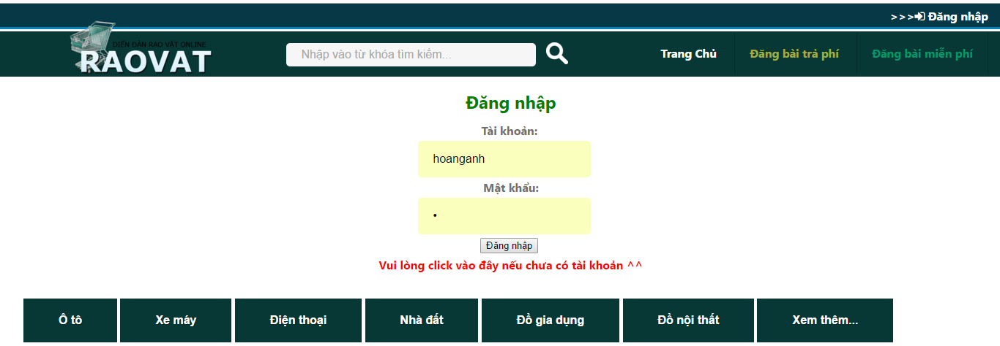 >>> Đăng nhập
DIỄN ĐÀN RAO VẶT ONLINE
RAOVAT
Nhập vào từ khóa tìm kiếm...
Trang Chủ
Đăng bài trả phí
Đăng bài miễn phí
Đăng nhập
Tài khoản:
hoanganh
Mật khẩu:
•
Đăng nhập
Vui lòng click vào đây nếu chưa có tài khoản ^^
Ô tô
Xe máy
Điện thoại
Nhà đất
Đồ gia dụng
Đồ nội thất
Xem thêm...